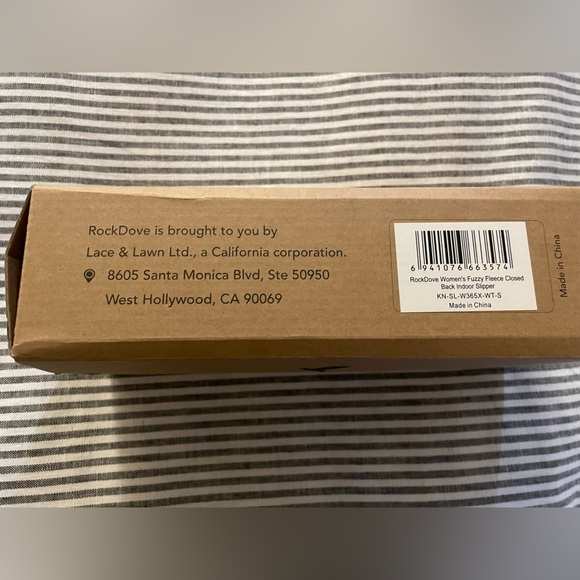 RockDove is brought to you by
Lace & Lawn Ltd., a California corporation.
8605 Santa Monica Blvd, Ste 50950
West Hollywood, CA 90069
6 941076 663574
RockDove Women's Fuzzy Fleece Closed
Back Indoor Slipper
KN-SL-W365X-WT-S
Made in China
Made in China